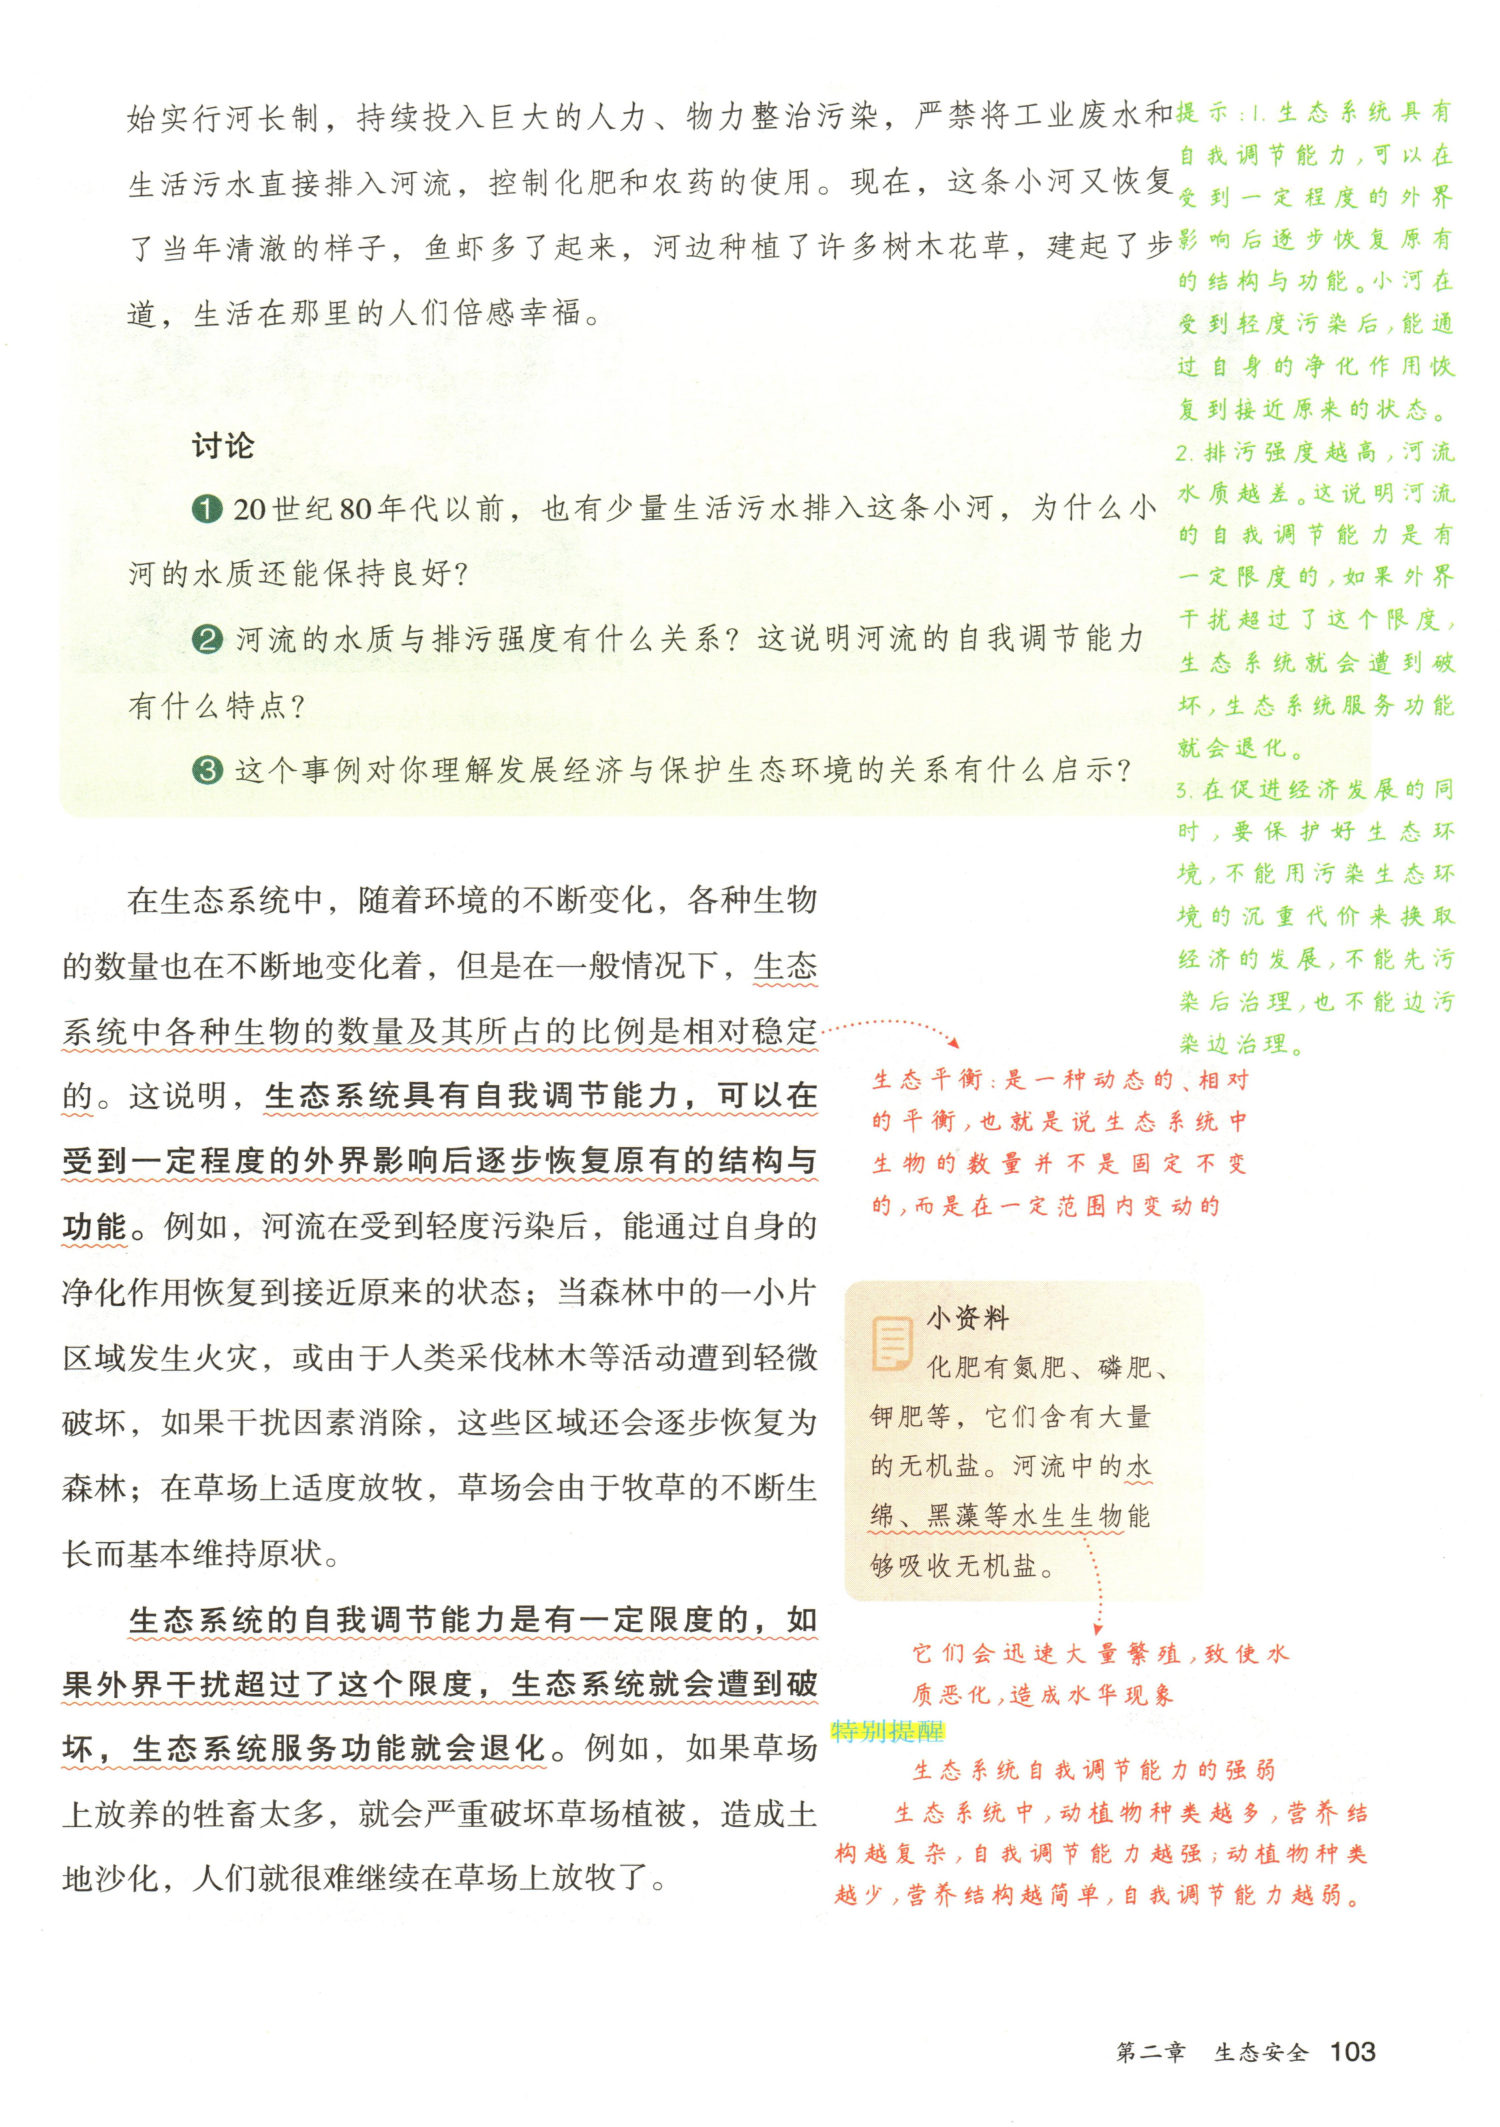 始实行河长制，持续投入巨大的人力、物力整治污染，严禁将工业废水和
生活污水直接排入河流，控制化肥和农药的使用。现在，这条小河又恢复
了当年清澈的样子，鱼虾多了起来，河边种植了许多树木花草，建起了步
道，生活在那里的人们倍感幸福。
讨论
❶ 20世纪80年代以前，也有少量生活污水排入这条小河，为什么小
河的水质还能保持良好？
❷ 河流的水质与排污强度有什么关系？这说明河流的自我调节能力
有什么特点？
❸ 这个事例对你理解发展经济与保护生态环境的关系有什么启示？
提示：1.生态系统具有
自我调节能力，可以在
受到一定程度的外界
影响后逐步恢复原有
的结构与功能。小河在
受到轻度污染后，能通
过自身的净化作用恢
复到接近原来的状态。
2.排污强度越高，河流
水质越差。这说明河流
的自我调节能力是有
一定限度的，如果外界
干扰超过了这个限度，
生态系统就会遭到破
坏，生态系统服务功能
就会退化。
3.在促进经济发展的同
时，要保护好生态环
境，不能用污染生态环
境的沉重代价来换取
经济的发展，不能先污
染后治理，也不能边污
染边治理。
在生态系统中，随着环境的不断变化，各种生物
的数量也在不断地变化着，但是在一般情况下，生态
系统中各种生物的数量及其所占的比例是相对稳定
的。这说明，生态系统具有自我调节能力，可以在
受到一定程度的外界影响后逐步恢复原有的结构与
功能。例如，河流在受到轻度污染后，能通过自身的
净化作用恢复到接近原来的状态；当森林中的一小片
区域发生火灾，或由于人类采伐林木等活动遭到轻微
破坏，如果干扰因素消除，这些区域还会逐步恢复为
森林；在草场上适度放牧，草场会由于牧草的不断生
长而基本维持原状。
生态系统的自我调节能力是有一定限度的，如
果外界干扰超过了这个限度，生态系统就会遭到破
坏，生态系统服务功能就会退化。例如，如果草场
上放养的牲畜太多，就会严重破坏草场植被，造成土
地沙化，人们就很难继续在草场上放牧了。
生态平衡：是一种动态的、相对
的平衡，也就是说生态系统中
生物的数量并不是固定不变
的，而是在一定范围内变动的
小资料
化肥有氮肥、磷肥、
钾肥等，它们含有大量
的无机盐。河流中的水
绵、黑藻等水生生物能
够吸收无机盐。
它们会迅速大量繁殖，致使水
质恶化，造成水华现象
特别提醒
生态系统自我调节能力的强弱
生态系统中，动植物种类越多，营养结
构越复杂，自我调节能力越强；动植物种类
越少，营养结构越简单，自我调节能力越弱。
第二章 生态安全 103